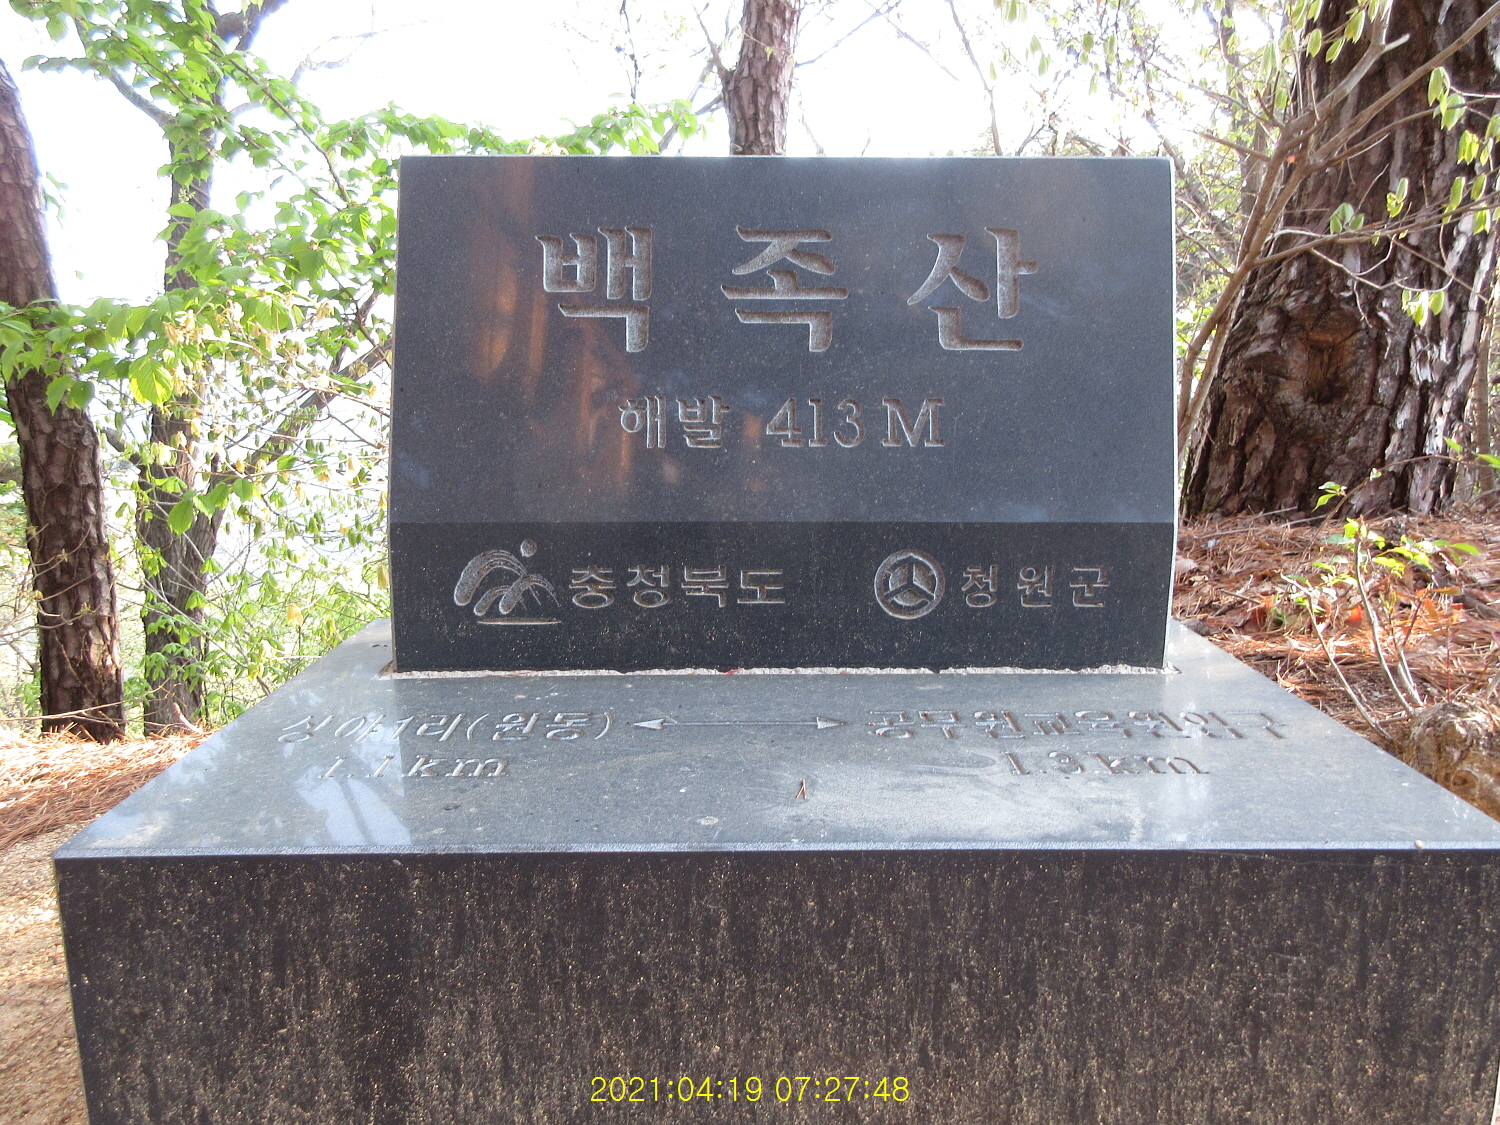 백 족 산
해발 413 M
충청북도 청원군
상야1리(원동) 공무원교육원입구
1.1km 1.3km
2021:04:19 07:27:48